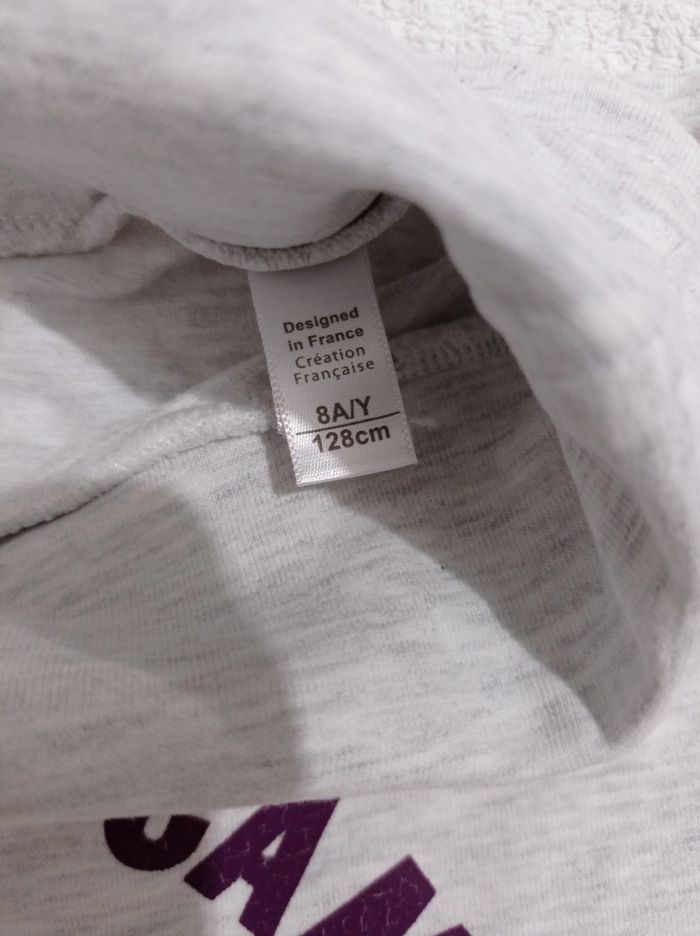 Designed
in France
Création
Française
8A/Y
128cm